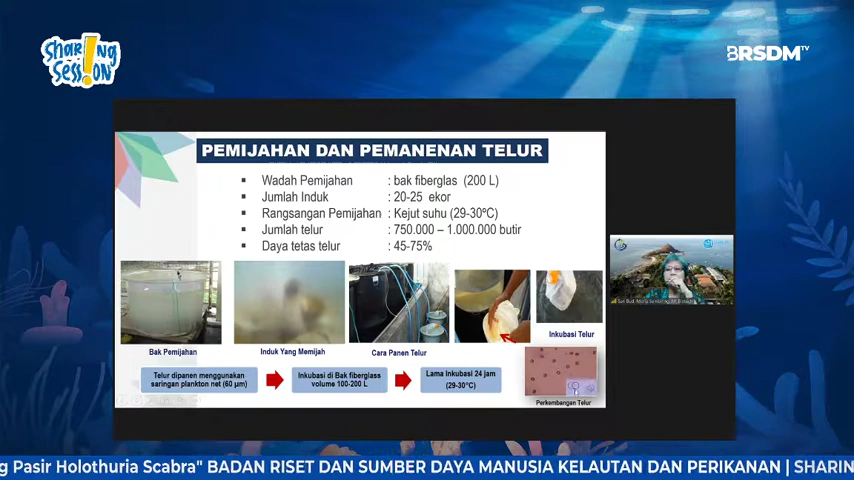 Sharing
Session
BRSDM TV
PEMIJAHAN DAN PEMANENAN TELUR
▪ Wadah Pemijahan : bak fiberglas (200 L)
▪ Jumlah Induk : 20-25 ekor
▪ Rangsangan Pemijahan : Kejut suhu (29-30ºC)
▪ Jumlah telur : 750.000 – 1.000.000 butir
▪ Daya tetas telur : 45-75%
Bak Pemijahan
Induk Yang Memijah
Cara Panen Telur
Inkubasi Telur
Telur dipanen menggunakan
saringan plankton net (60 µm)
Inkubasi di Bak fiberglass
volume 100-200 L
Lama Inkubasi 24 jam
(29-30°C)
Perkembangan Telur
g Pasir Holothuria Scabra" BADAN RISET DAN SUMBER DAYA MANUSIA KELAUTAN DAN PERIKANAN | SHARIN